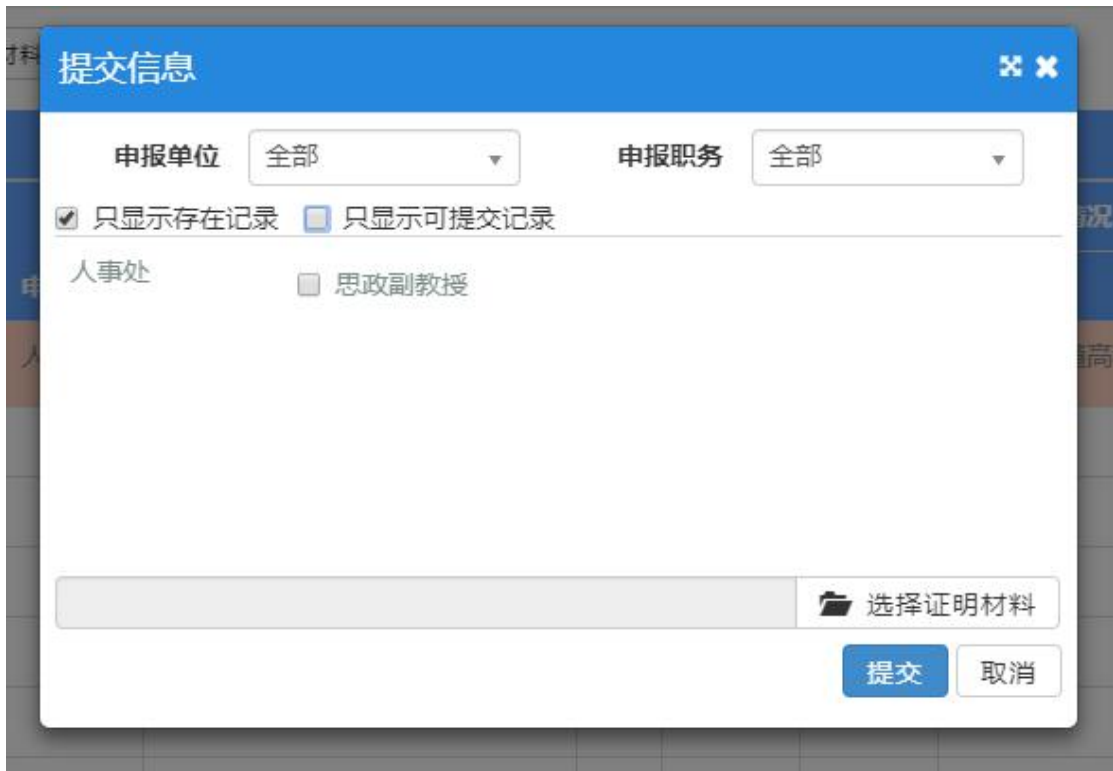 提交信息
申报单位 全部 申报职务 全部
只显示存在记录 只显示可提交记录
人事处 思政副教授
选择证明材料
提交 取消